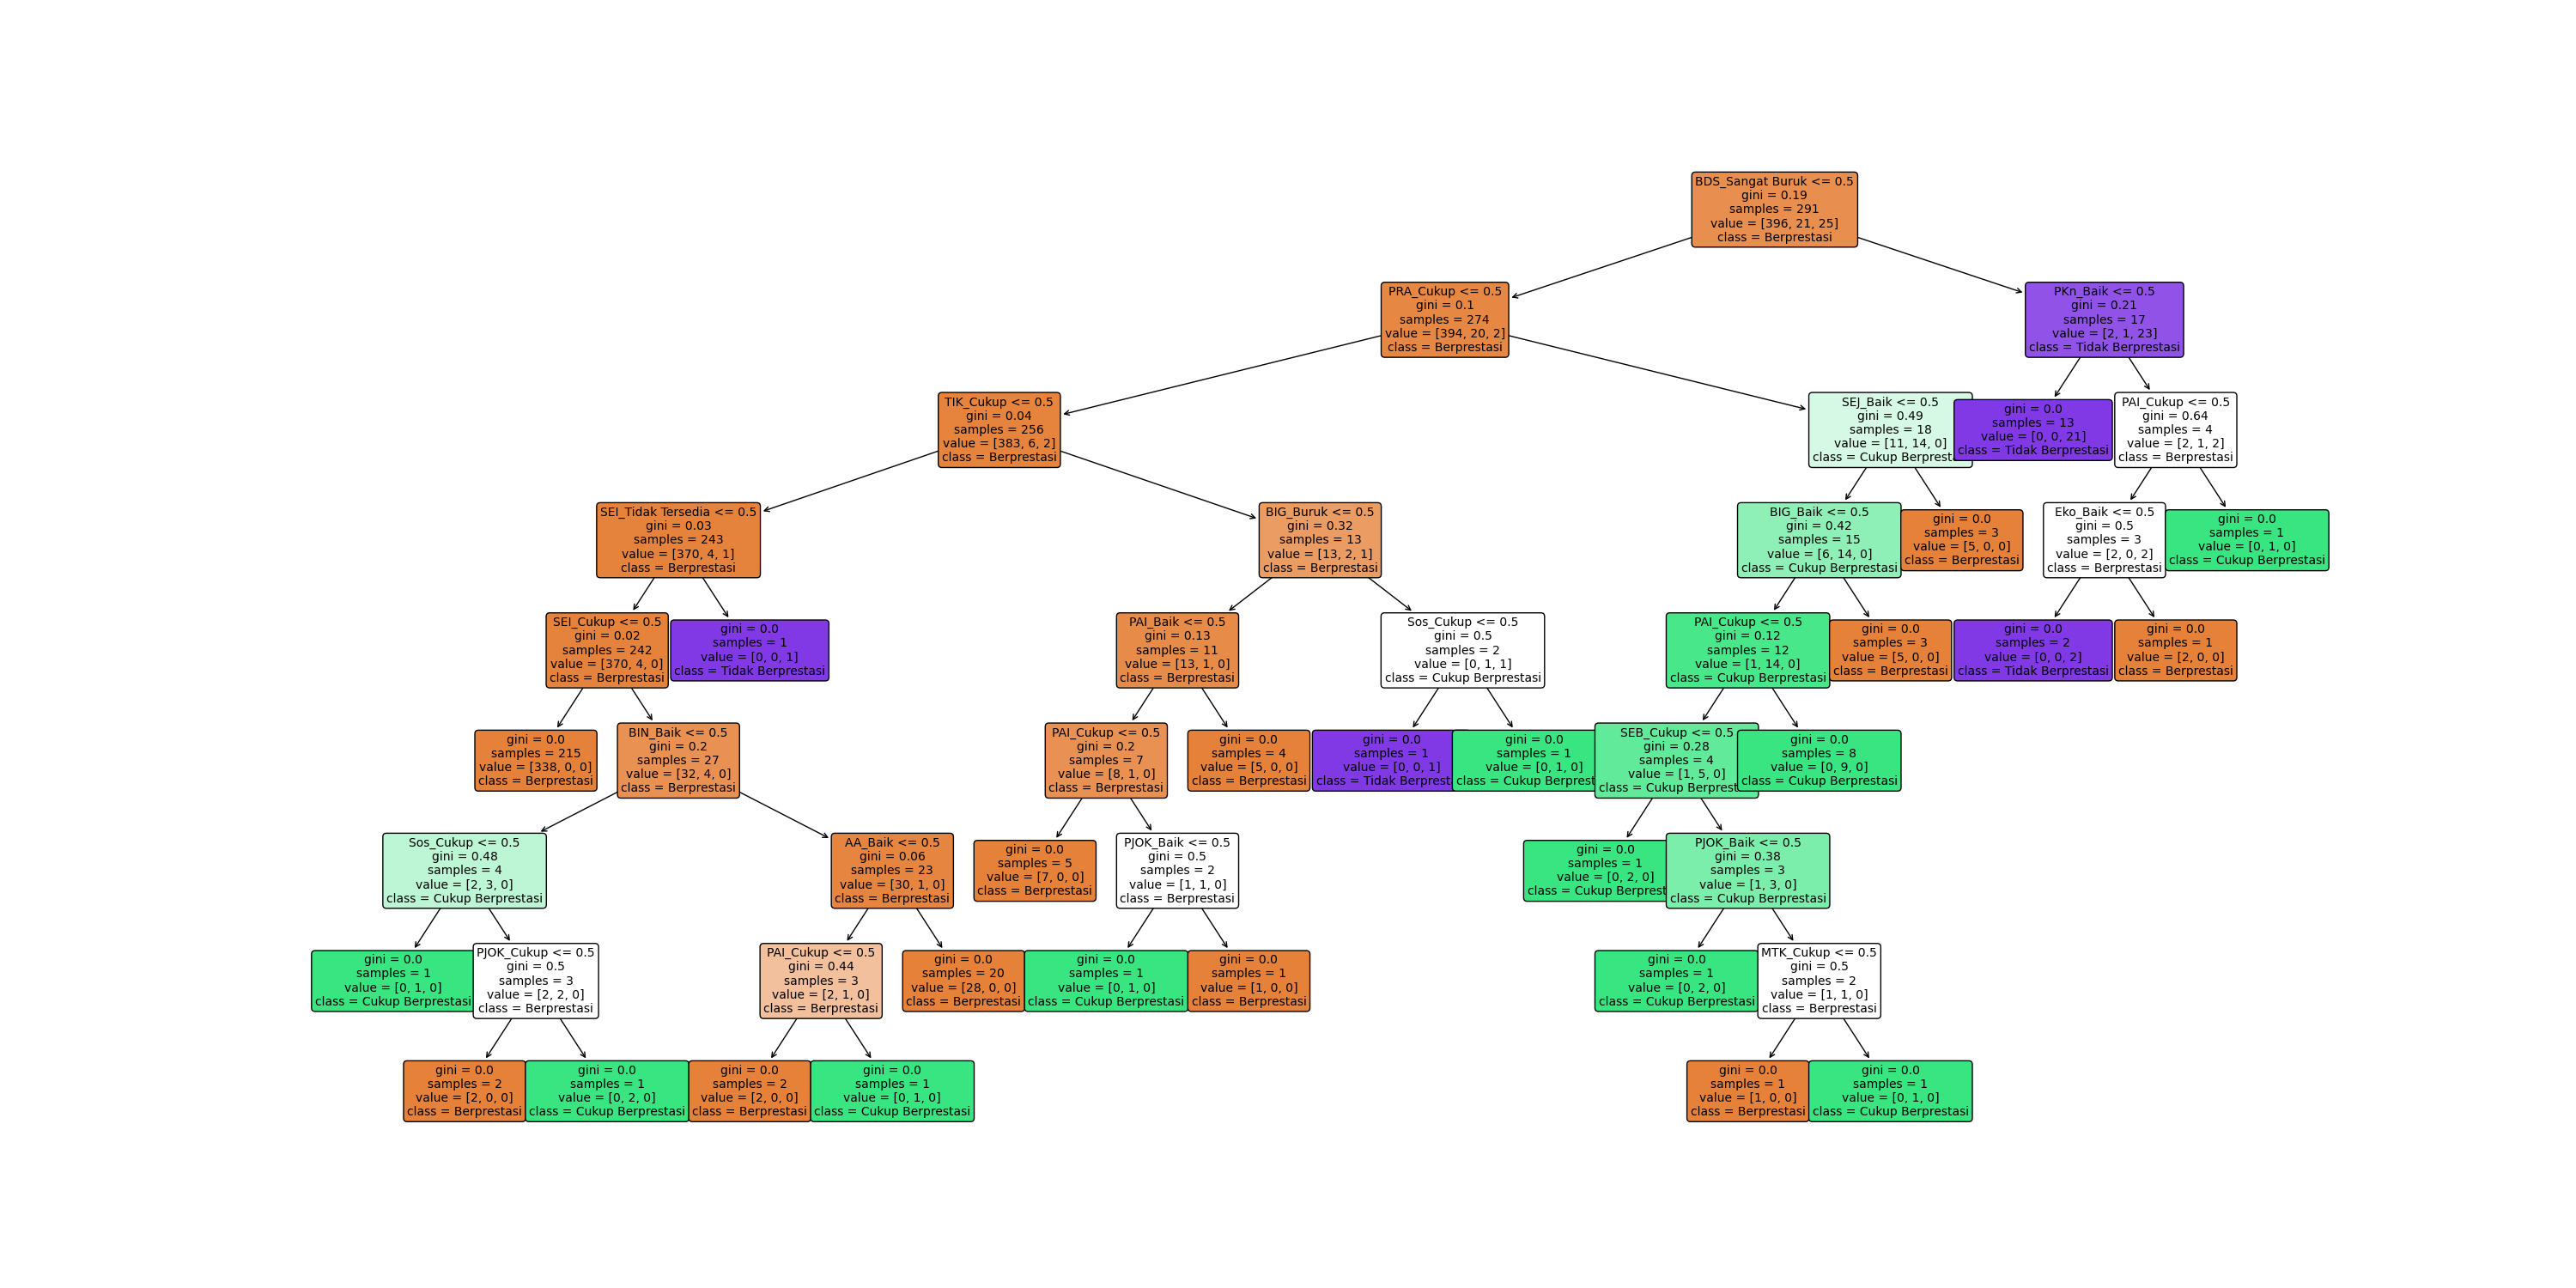 BDS_Sangat Buruk <= 0.5
gini = 0.19
samples = 291
value = [396, 21, 25]
class = Berprestasi
PRA_Cukup <= 0.5
gini = 0.1
samples = 274
value = [394, 20, 2]
class = Berprestasi
PKn_Baik <= 0.5
gini = 0.21
samples = 17
value = [2, 1, 23]
class = Tidak Berprestasi
TIK_Cukup <= 0.5
gini = 0.04
samples = 256
value = [383, 6, 2]
class = Berprestasi
SEJ_Baik <= 0.5
gini = 0.49
samples = 18
value = [11, 14, 0]
class = Cukup Berprest
gini = 0.0
samples = 13
value = [0, 0, 21]
class = Tidak Berprestasi
PAI_Cukup <= 0.5
gini = 0.64
samples = 4
value = [2, 1, 2]
class = Berprestasi
SEI_Tidak Tersedia <= 0.5
gini = 0.03
samples = 243
value = [370, 4, 1]
class = Berprestasi
BIG_Buruk <= 0.5
gini = 0.32
samples = 13
value = [13, 2, 1]
class = Berprestasi
BIG_Baik <= 0.5
gini = 0.42
samples = 15
value = [6, 14, 0]
class = Cukup Berprestasi
gini = 0.0
samples = 3
value = [5, 0, 0]
class = Berprestasi
Eko_Baik <= 0.5
gini = 0.5
samples = 3
value = [2, 0, 2]
class = Berprestasi
gini = 0.0
samples = 1
value = [0, 1, 0]
class = Cukup Berprestasi
SEI_Cukup <= 0.5
gini = 0.02
samples = 242
value = [370, 4, 0]
class = Berprestasi
gini = 0.0
samples = 1
value = [0, 0, 1]
class = Tidak Berprestasi
PAI_Baik <= 0.5
gini = 0.13
samples = 11
value = [13, 1, 0]
class = Berprestasi
Sos_Cukup <= 0.5
gini = 0.5
samples = 2
value = [0, 1, 1]
class = Cukup Berprestasi
PAI_Cukup <= 0.5
gini = 0.12
samples = 12
value = [1, 14, 0]
class = Cukup Berprestasi
gini = 0.0
samples = 3
value = [5, 0, 0]
class = Berprestasi
gini = 0.0
samples = 2
value = [0, 0, 2]
class = Tidak Berprestasi
gini = 0.0
samples = 1
value = [2, 0, 0]
class = Berprestasi
gini = 0.0
samples = 215
value = [338, 0, 0]
class = Berprestasi
BIN_Baik <= 0.5
gini = 0.2
samples = 27
value = [32, 4, 0]
class = Berprestasi
PAI_Cukup <= 0.5
gini = 0.2
samples = 7
value = [8, 1, 0]
class = Berprestasi
gini = 0.0
samples = 4
value = [5, 0, 0]
class = Berprestasi
gini = 0.0
samples = 1
value = [0, 0, 1]
class = Tidak Berprest
gini = 0.0
samples = 1
value = [0, 1, 0]
class = Cukup Berprest
SEB_Cukup <= 0.5
gini = 0.28
samples = 4
value = [1, 5, 0]
class = Cukup Berprest
gini = 0.0
samples = 8
value = [0, 9, 0]
class = Cukup Berprestasi
Sos_Cukup <= 0.5
gini = 0.48
samples = 4
value = [2, 3, 0]
class = Cukup Berprestasi
AA_Baik <= 0.5
gini = 0.06
samples = 23
value = [30, 1, 0]
class = Berprestasi
gini = 0.0
samples = 5
value = [7, 0, 0]
class = Berprestasi
PJOK_Baik <= 0.5
gini = 0.5
samples = 2
value = [1, 1, 0]
class = Berprestasi
gini = 0.0
samples = 1
value = [0, 2, 0]
class = Cukup Berprest
PJOK_Baik <= 0.5
gini = 0.38
samples = 3
value = [1, 3, 0]
class = Cukup Berprestasi
gini = 0.0
samples = 1
value = [0, 1, 0]
class = Cukup Berprestasi
PJOK_Cukup <= 0.5
gini = 0.5
samples = 3
value = [2, 2, 0]
class = Berprestasi
PAI_Cukup <= 0.5
gini = 0.44
samples = 3
value = [2, 1, 0]
class = Berprestasi
gini = 0.0
samples = 20
value = [28, 0, 0]
class = Berprestasi
gini = 0.0
samples = 1
value = [0, 1, 0]
class = Cukup Berprestasi
gini = 0.0
samples = 1
value = [1, 0, 0]
class = Berprestasi
gini = 0.0
samples = 1
value = [0, 2, 0]
class = Cukup Berprestasi
MTK_Cukup <= 0.5
gini = 0.5
samples = 2
value = [1, 1, 0]
class = Berprestasi
gini = 0.0
samples = 2
value = [2, 0, 0]
class = Berprestasi
gini = 0.0
samples = 1
value = [0, 2, 0]
class = Cukup Berprestasi
gini = 0.0
samples = 2
value = [2, 0, 0]
class = Berprestasi
gini = 0.0
samples = 1
value = [0, 1, 0]
class = Cukup Berprestasi
gini = 0.0
samples = 1
value = [1, 0, 0]
class = Berprestasi
gini = 0.0
samples = 1
value = [0, 1, 0]
class = Cukup Berprestasi